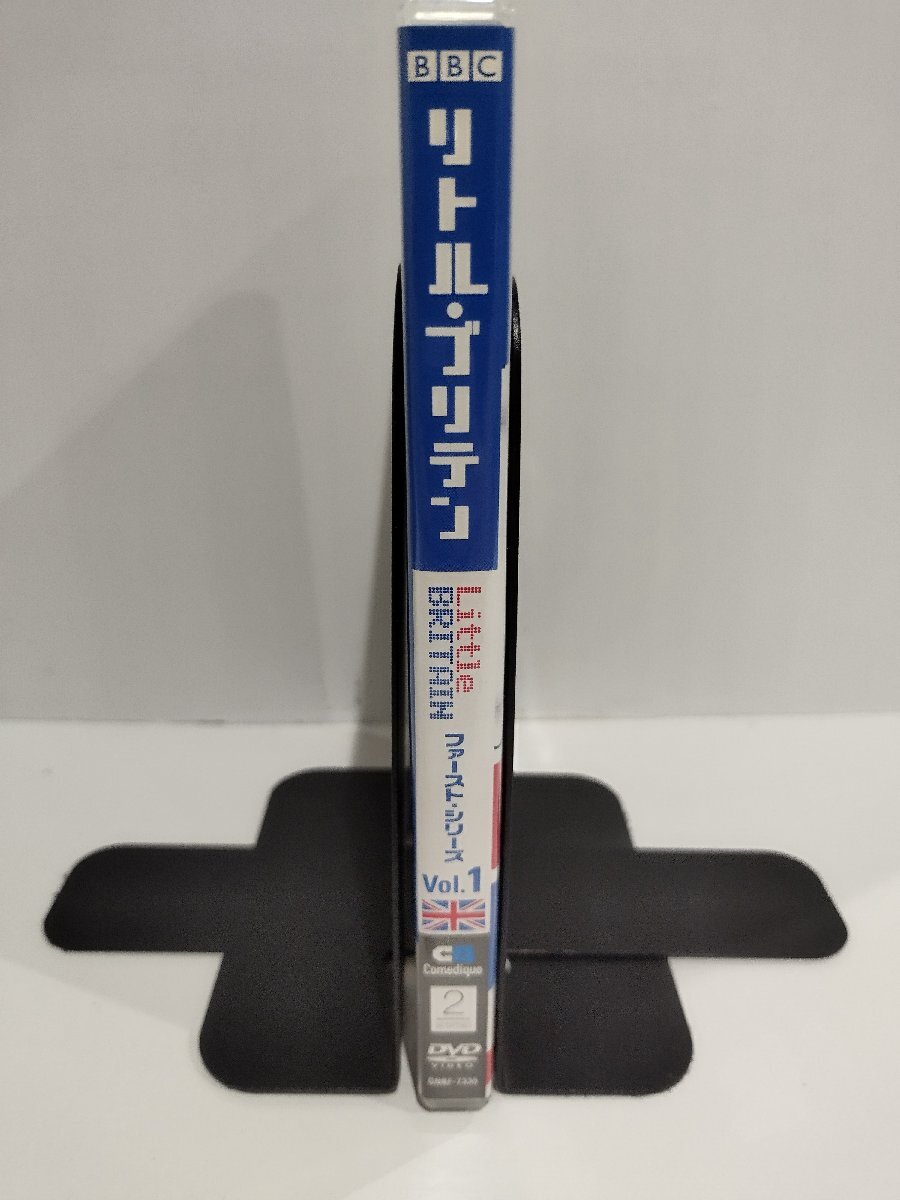 BBC
リトル・ブリテン
Little
BRITAIN
ファースト・シリーズ
Vol.1
Comedique
2
DVD
VIDEO